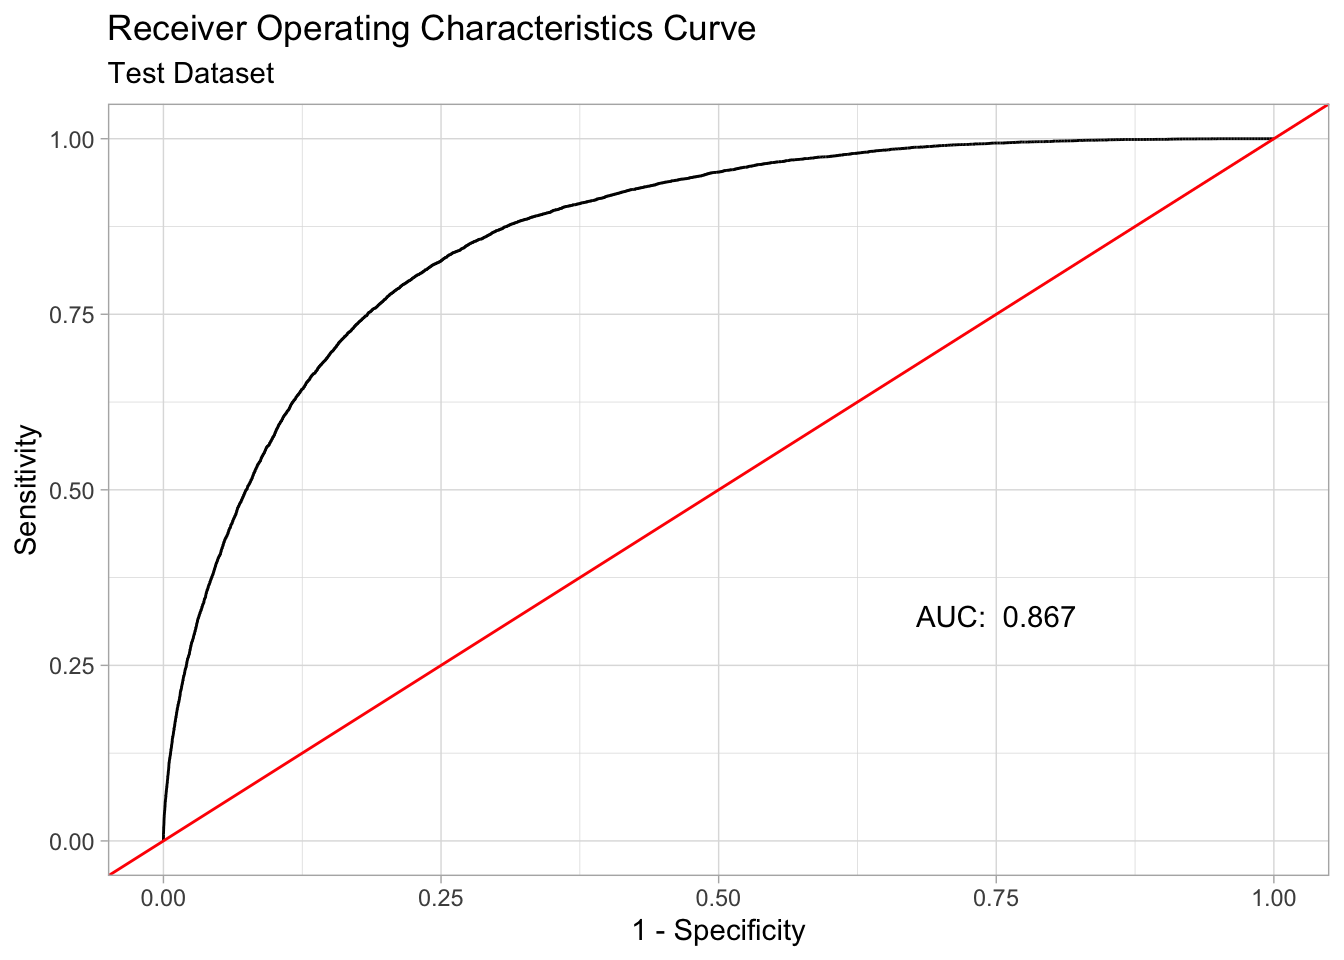 Receiver Operating Characteristics Curve
Test Dataset
1.00
0.75
0.50
0.25
0.00
Sensitivity
AUC:  0.867
0.00 0.25 0.50 0.75 1.00
1 - Specificity